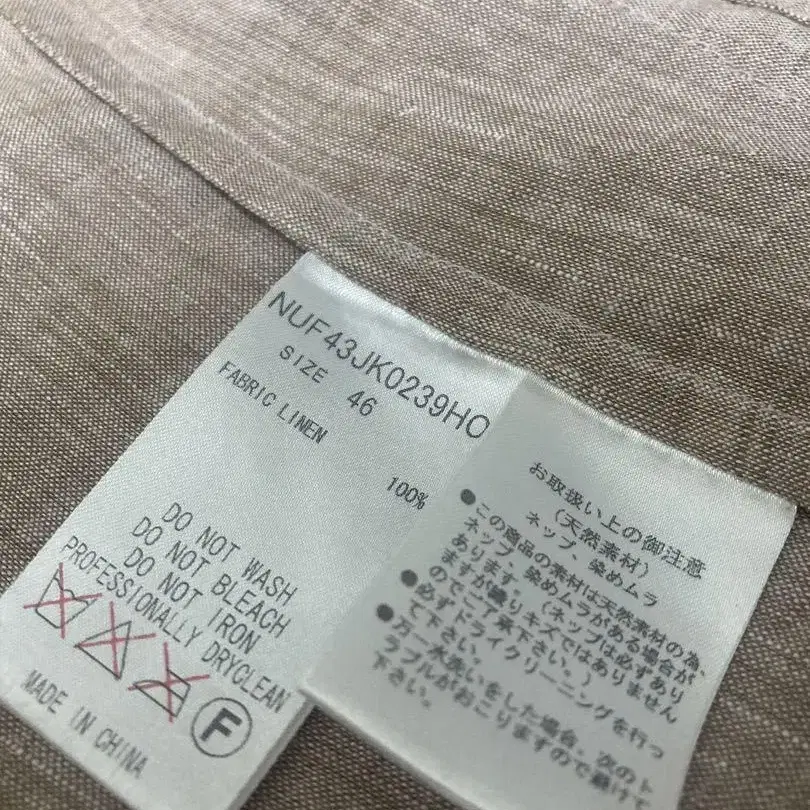 NUF43JK0239HO
SIZE 46
FABRIC LINEN 100%
DO NOT WASH
DO NOT BLEACH
DO NOT IRON
PROFESSIONALLY DRYCLEAN
F
MADE IN CHINA
お取扱い上の御注意
(天然素材)
ネップ、染めムラ
●この商品の素材は天然素材の為、
ネップ、染めムラがある場合が
あります。(ネップは必ずあり
ますが織りキズではありません
のでご了承下さい。)
●必ずドライクリーニングを行っ
て下さい。
●万一水洗いをした場合、次のト
ラブルがおこりますので避け
下さい。